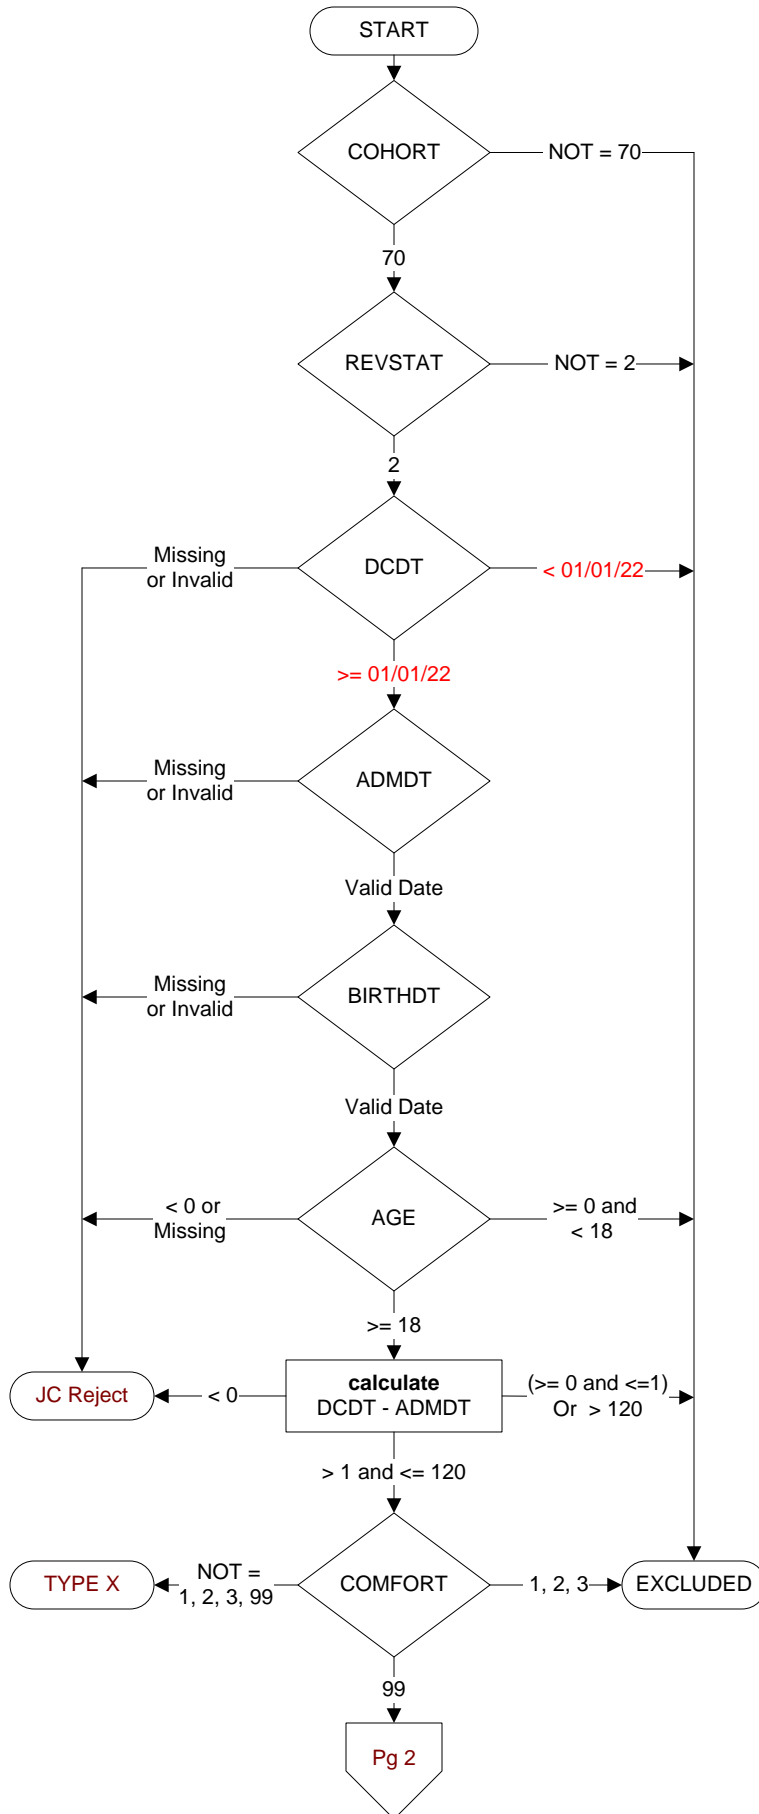 START
COHORT
NOT = 70
70
REVSTAT
NOT = 2
2
Missing
or Invalid
DCDT
< 01/01/22
>= 01/01/22
Missing
or Invalid
ADMDT
Valid Date
Missing
or Invalid
BIRTHDT
Valid Date
< 0 or
Missing
AGE
>= 0 and
< 18
>= 18
JC Reject
< 0
calculate
DCDT - ADMDT
(>= 0 and <=1)
Or > 120
> 1 and <= 120
TYPE X
NOT =
1, 2, 3, 99
COMFORT
1, 2, 3
EXCLUDED
99
Pg 2